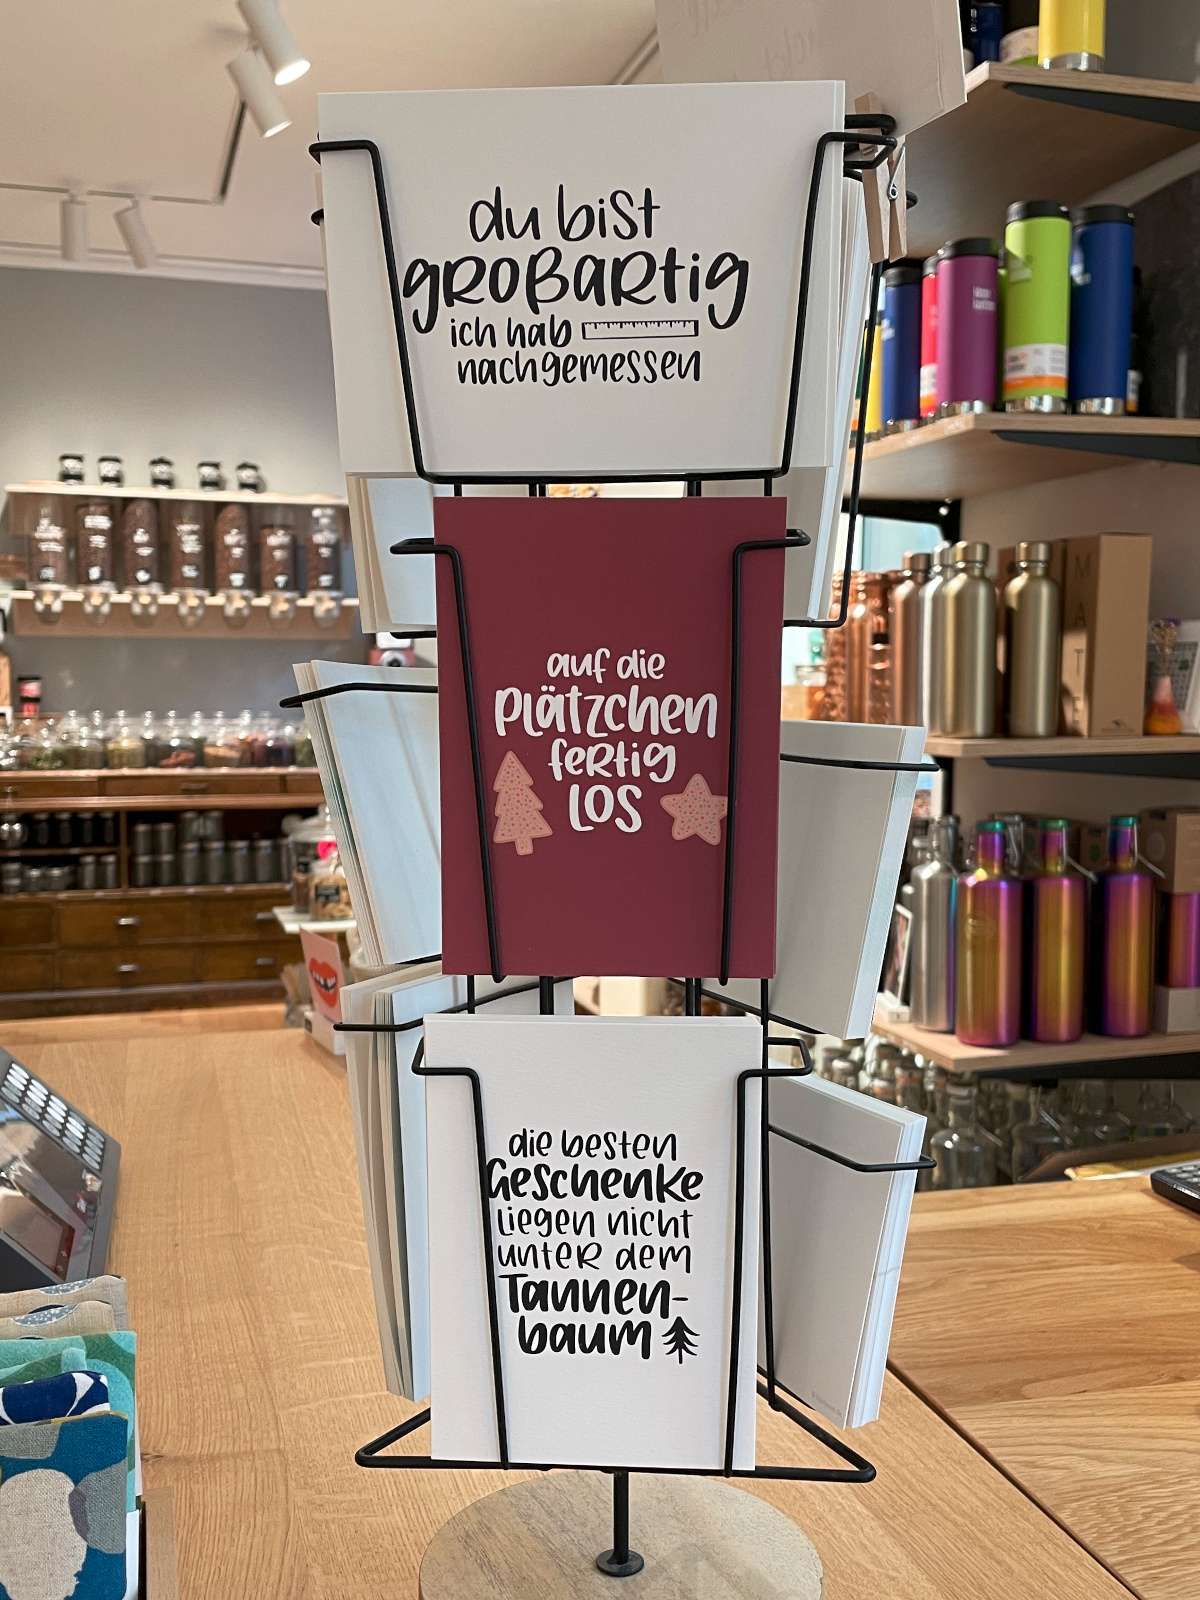 du bist
großartig
ich hab
nachgemessen
auf die
Plätzchen
fertig
los
die besten
Geschenke
liegen nicht
unter dem
Tannen-
baum